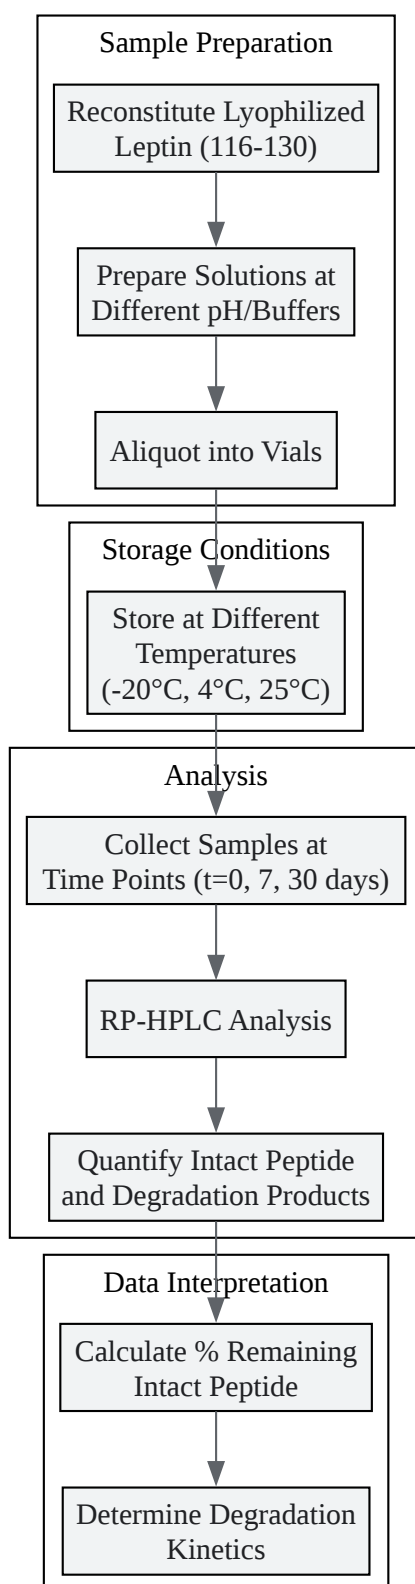 Sample Preparation
Reconstitute Lyophilized
Leptin (116-130)
Prepare Solutions at
Different pH/Buffers
Aliquot into Vials
Storage Conditions
Store at Different
Temperatures
(-20°C, 4°C, 25°C)
Analysis
Collect Samples at
Time Points (t=0, 7, 30 days)
RP-HPLC Analysis
Quantify Intact Peptide
and Degradation Products
Data Interpretation
Calculate % Remaining
Intact Peptide
Determine Degradation
Kinetics